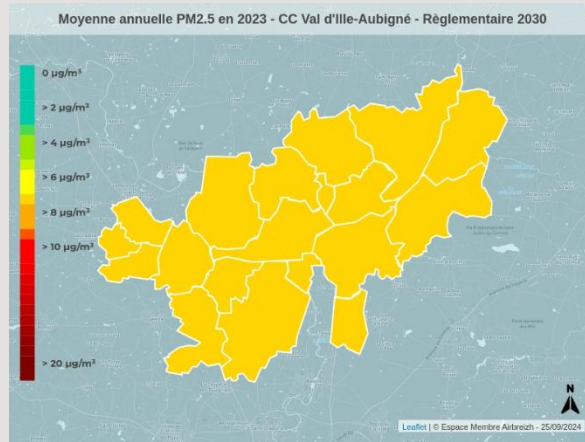 Moyenne annuelle PM2.5 en 2023 - CC Val d'Ille-Aubigné - Règlementaire 2030
0 µg/m³
> 2 µg/m³
> 4 µg/m³
> 6 µg/m³
> 8 µg/m³
> 10 µg/m³
> 20 µg/m³
N
Leaflet | © Espace Membre Airbreizh - 25/09/2024